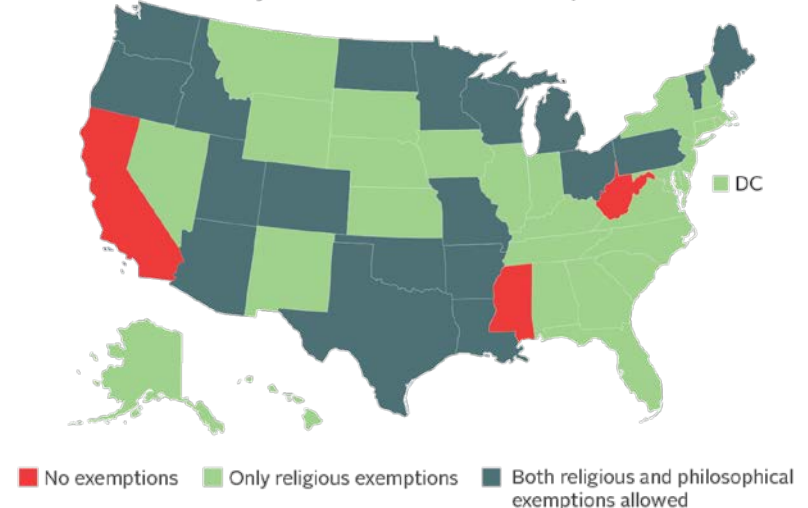 DC
No exemptions
Only religious exemptions
Both religious and philosophical
exemptions allowed